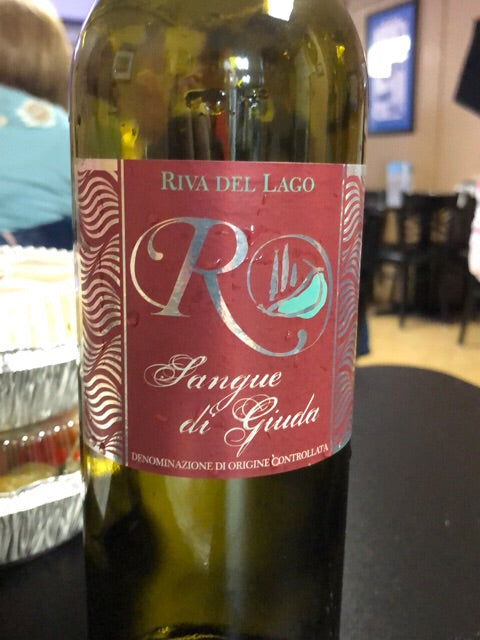 RIVA DEL LAGO
R
Sangue
di Giuda
DENOMINAZIONE DI ORIGINE CONTROLLATA